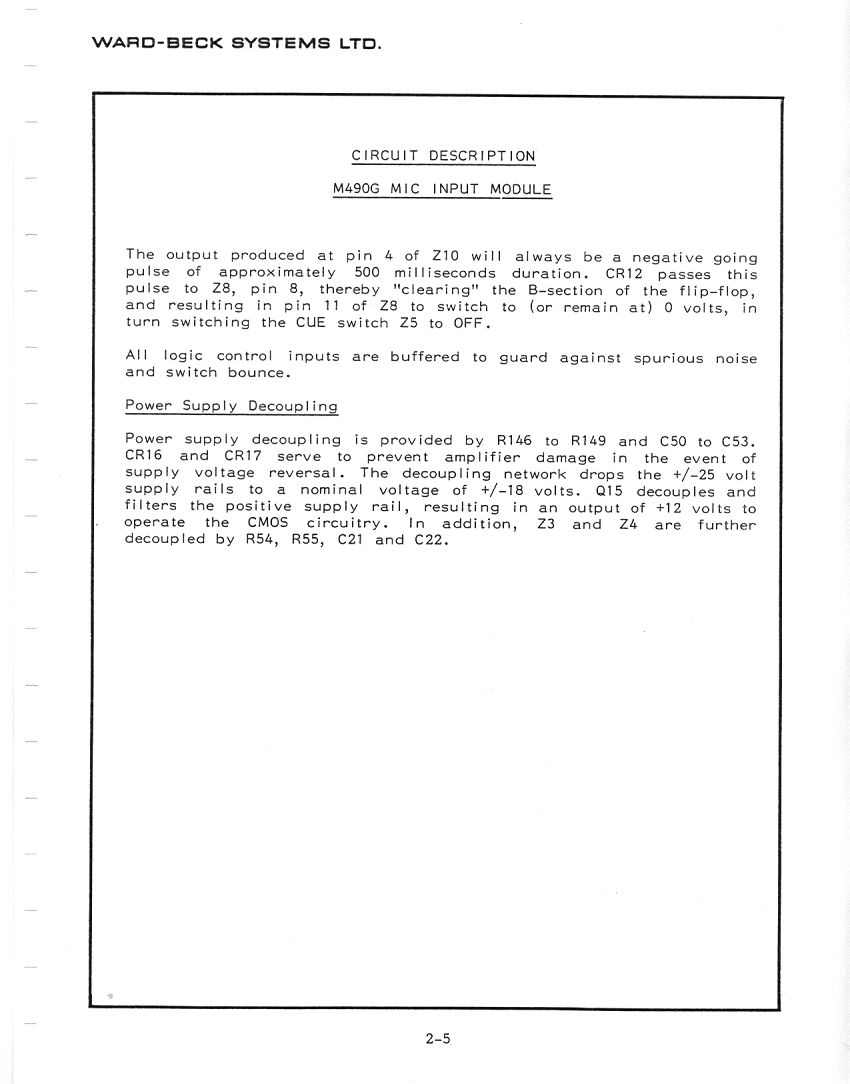 WARD-BECK SYSTEMS LTD.
CIRCUIT DESCRIPTION
M490G MIC INPUT MODULE
The output produced at pin 4 of Z10 will always be a negative going
pulse of approximately 500 milliseconds duration. CR12 passes this
pulse to Z8, pin 8, thereby "clearing" the B-section of the flip-flop,
and resulting in pin 11 of Z8 to switch to (or remain at) 0 volts, in
turn switching the CUE switch Z5 to OFF.
All logic control inputs are buffered to guard against spurious noise
and switch bounce.
Power Supply Decoupling
Power supply decoupling is provided by R146 to R149 and C50 to C53.
CR16 and CR17 serve to prevent amplifier damage in the event of
supply voltage reversal. The decoupling network drops the +/-25 volt
supply rails to a nominal voltage of +/-18 volts. Q15 decouples and
filters the positive supply rail, resulting in an output of +12 volts to
operate the CMOS circuitry. In addition, Z3 and Z4 are further
decoupled by R54, R55, C21 and C22.
2-5